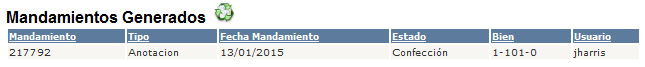 Mandamientos Generados
Mandamiento Tipo Fecha Mandamiento Estado Bien Usuario
217792 Anotacion 13/01/2015 Confección 1-101-0 jharris